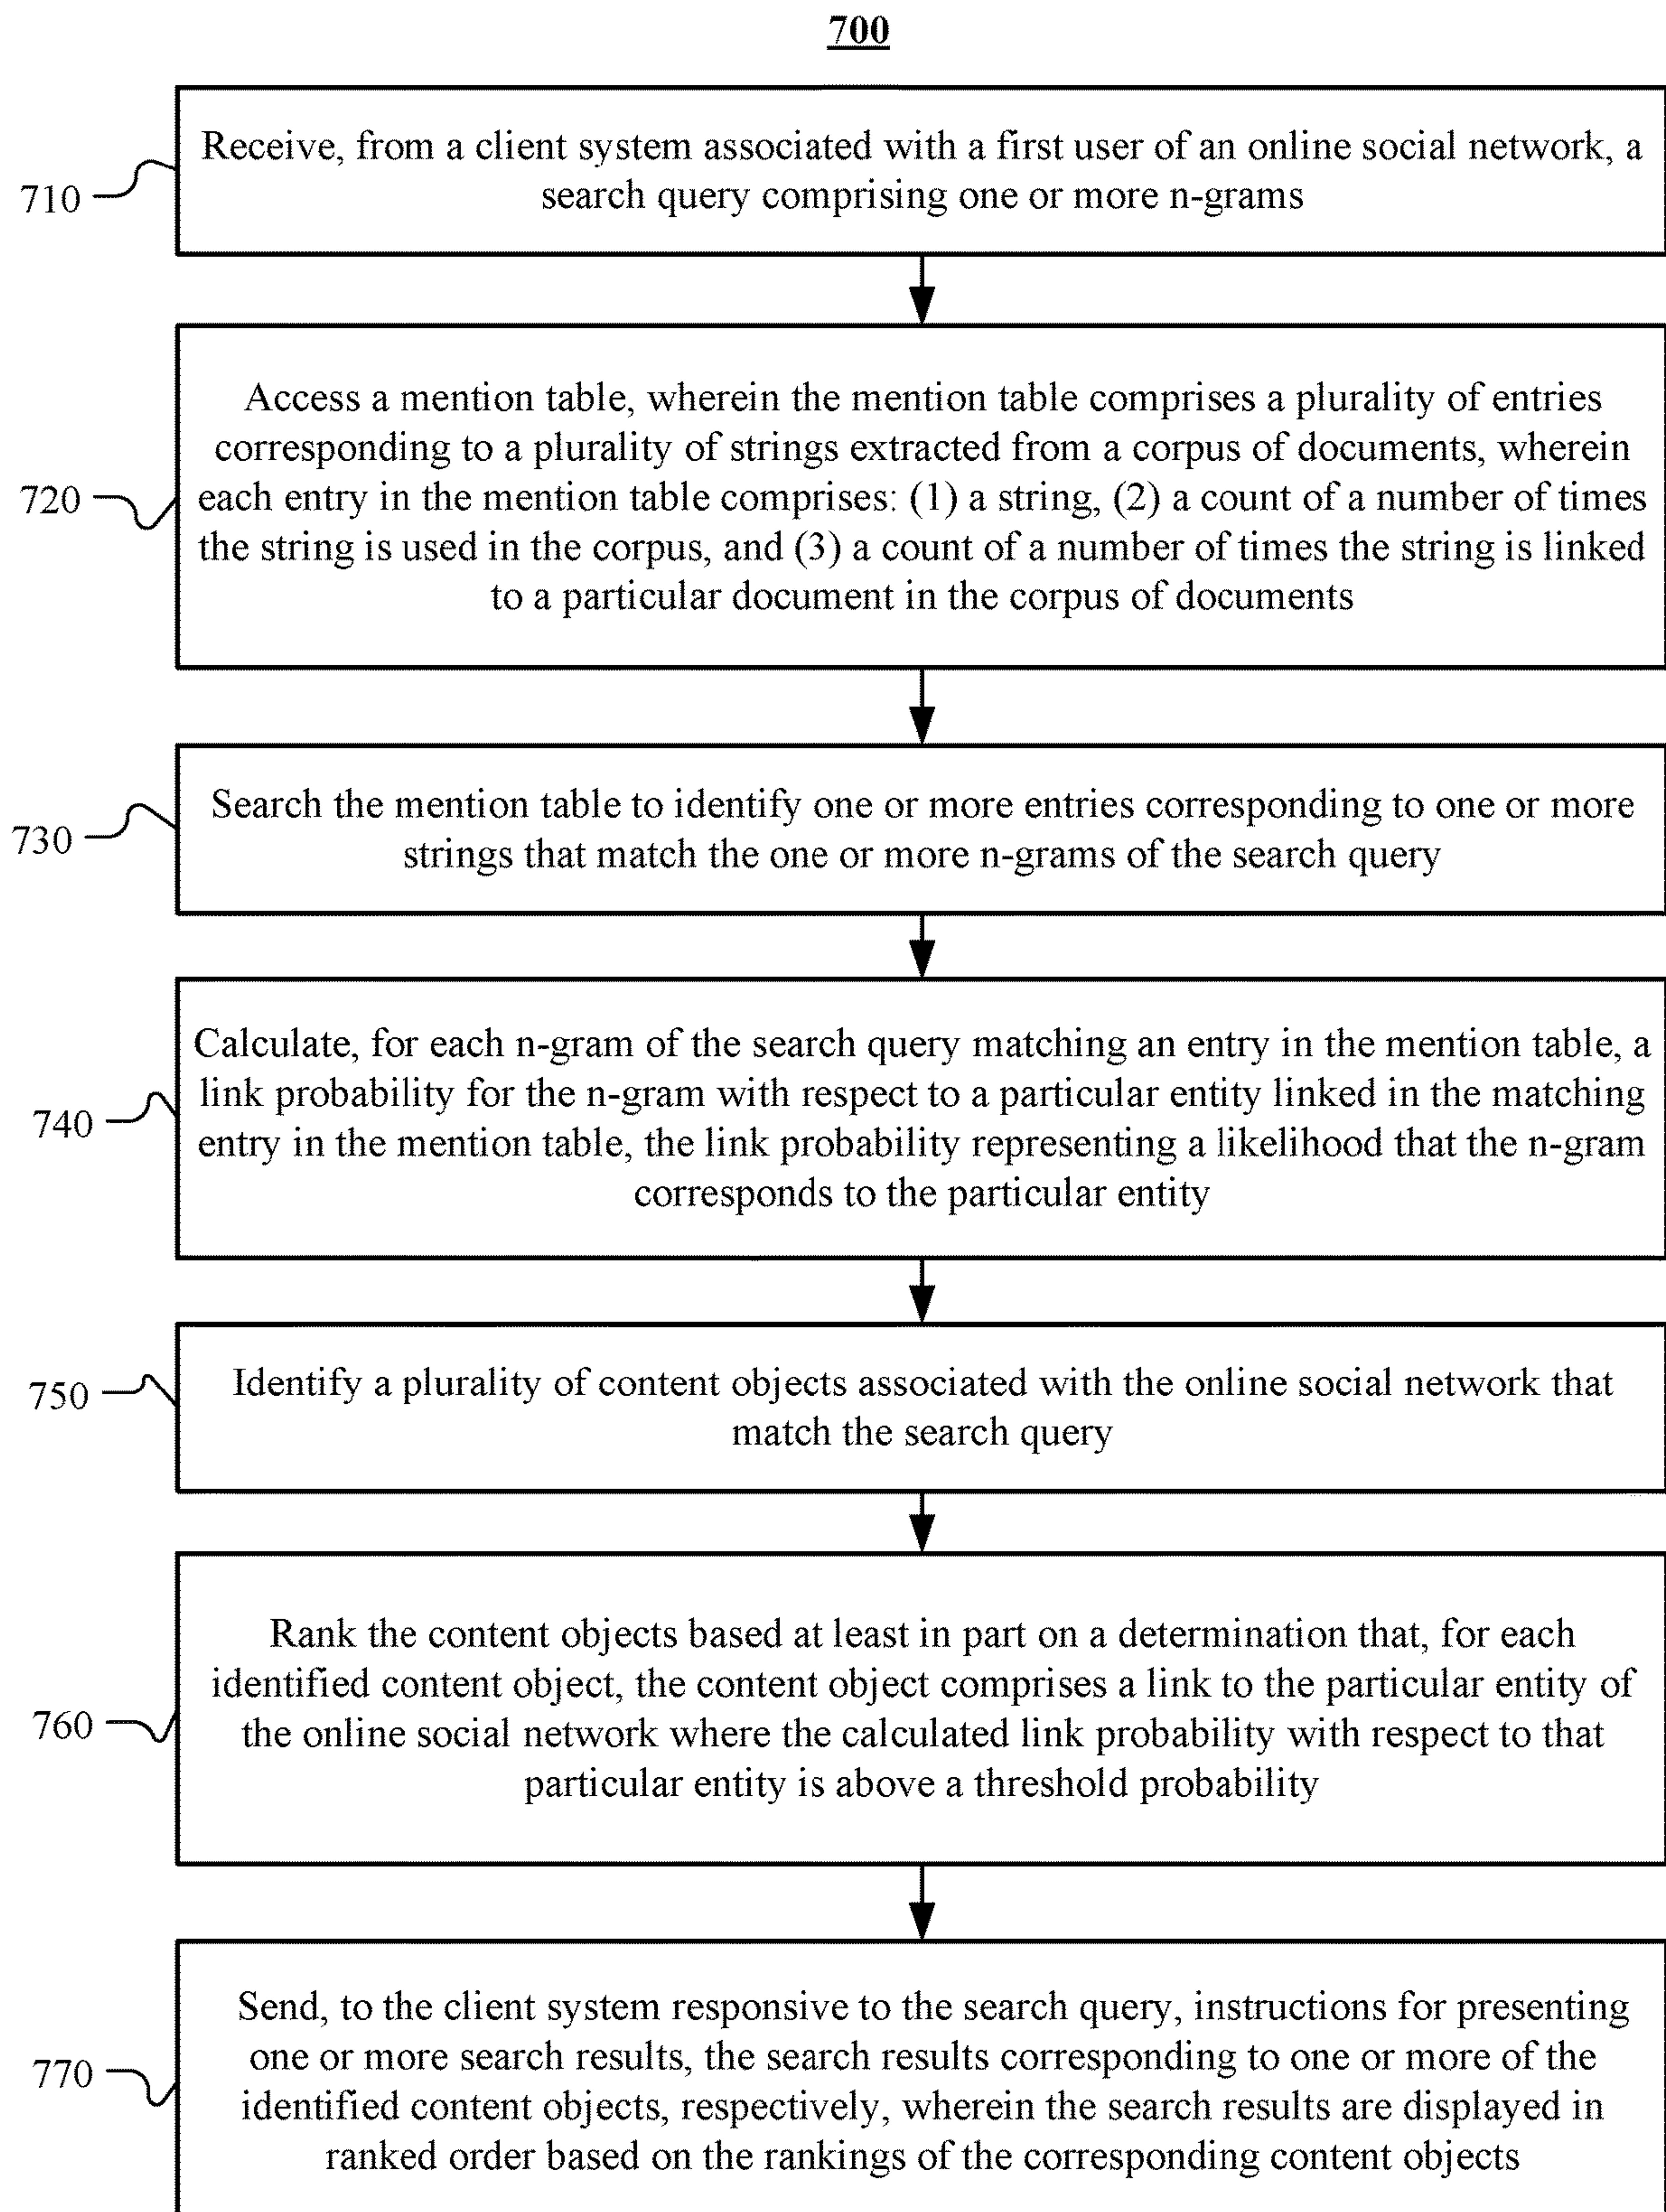 700
Receive, from a client system associated with a first user of an online social network, a
search query comprising one or more n-grams
710
Access a mention table, wherein the mention table comprises a plurality of entries
corresponding to a plurality of strings extracted from a corpus of documents, wherein
each entry in the mention table comprises: (1) a string, (2) a count of a number of times
the string is used in the corpus, and (3) a count of a number of times the string is linked
to a particular document in the corpus of documents
720
Search the mention table to identify one or more entries corresponding to one or more
strings that match the one or more n-grams of the search query
730
Calculate, for each n-gram of the search query matching an entry in the mention table, a
link probability for the n-gram with respect to a particular entity linked in the matching
entry in the mention table, the link probability representing a likelihood that the n-gram
corresponds to the particular entity
740
Identify a plurality of content objects associated with the online social network that
match the search query
750
Rank the content objects based at least in part on a determination that, for each
identified content object, the content object comprises a link to the particular entity of
the online social network where the calculated link probability with respect to that
particular entity is above a threshold probability
760
Send, to the client system responsive to the search query, instructions for presenting
one or more search results, the search results corresponding to one or more of the
identified content objects, respectively, wherein the search results are displayed in
ranked order based on the rankings of the corresponding content objects
770